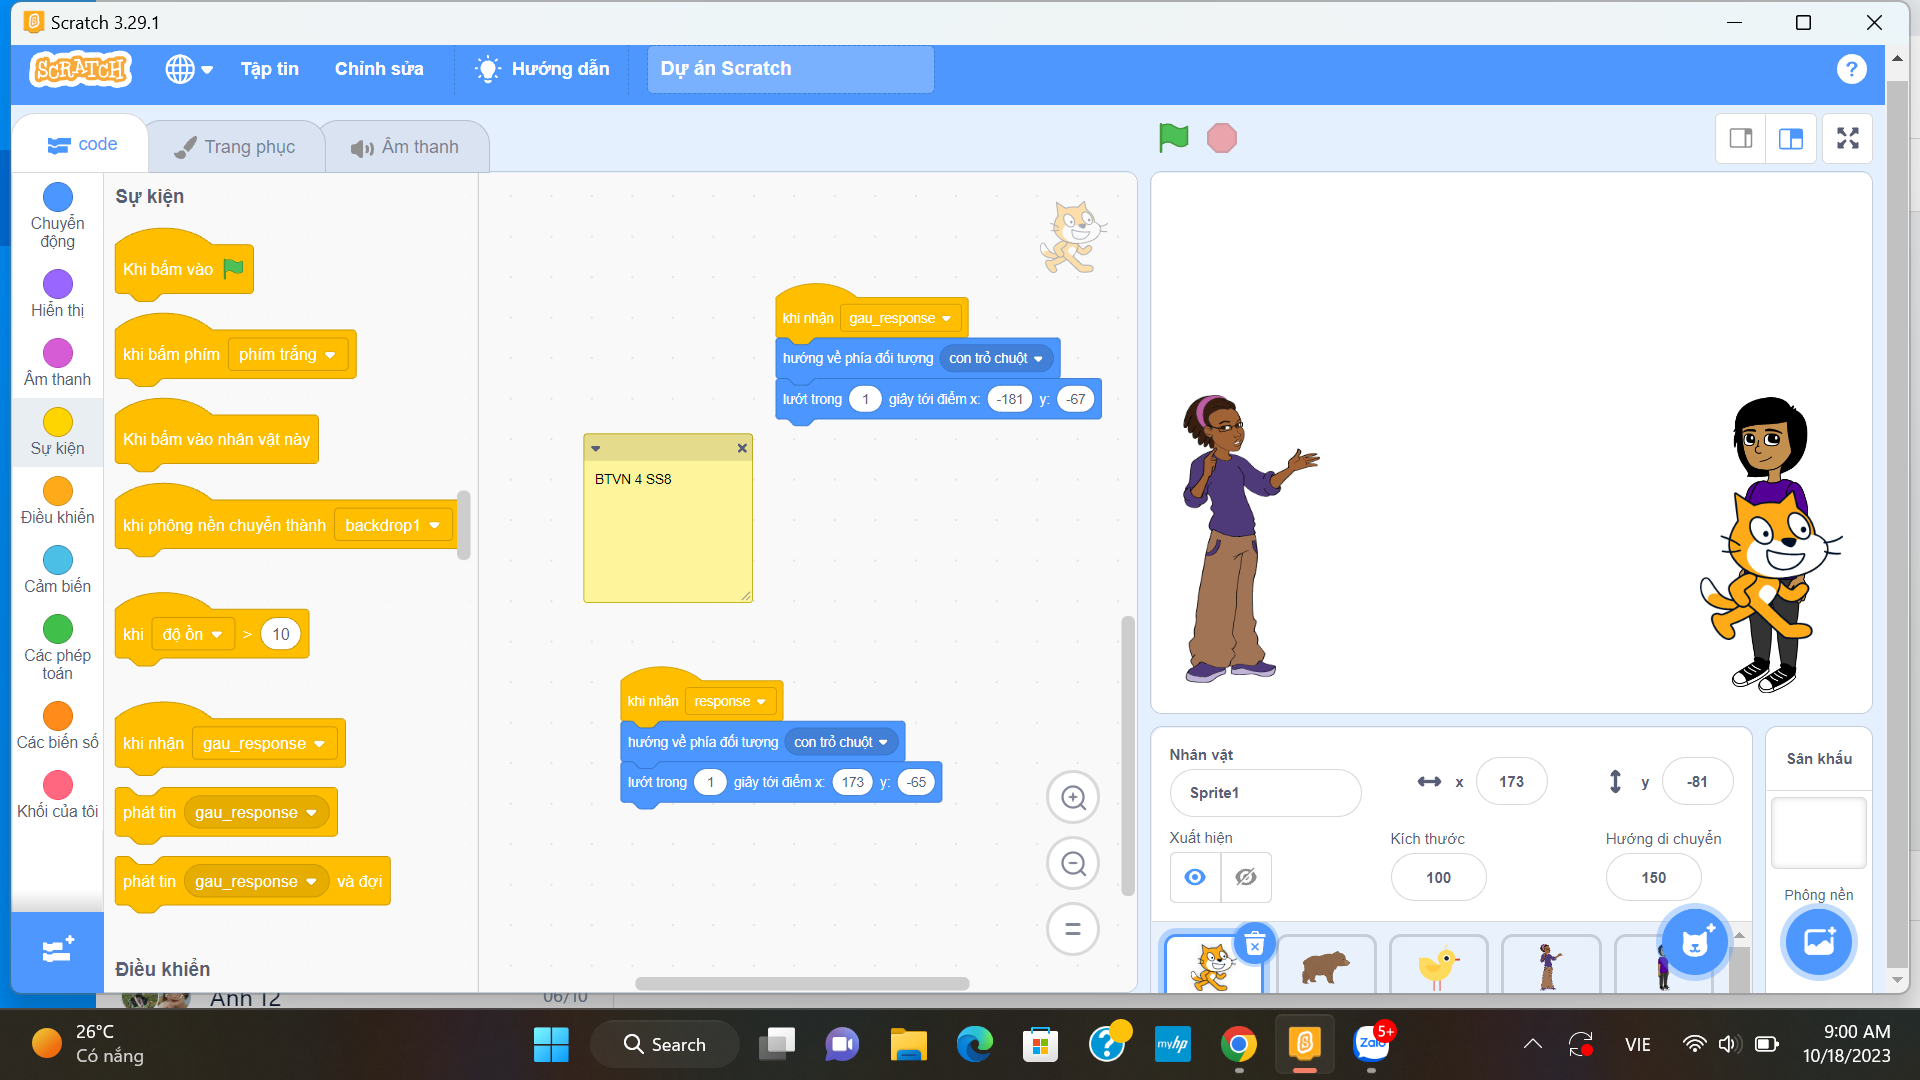 Scratch 3.29.1
SCRATCH
Tập tin
Chỉnh sửa
Hướng dẫn
Dự án Scratch
?
code
Trang phục
Âm thanh
Chuyển động
Hiển thị
Âm thanh
Sự kiện
Điều khiển
Cảm biến
Các phép toán
Các biến số
Khối của tôi
Sự kiện
Khi bấm vào
khi bấm phím phím trắng
Khi bấm vào nhân vật này
khi phông nền chuyển thành backdrop1
khi độ ồn > 10
khi nhận gau_response
phát tin gau_response
phát tin gau_response và đợi
Điều khiển
khi nhận gau_response
hướng về phía đối tượng con trỏ chuột
lướt trong 1 giây tới điểm x: -181 y: -67
BTVN 4 SS8
khi nhận response
hướng về phía đối tượng con trỏ chuột
lướt trong 1 giây tới điểm x: 173 y: -65
Nhân vật
Sprite1
x 173
y -81
Xuất hiện
Kích thước
100
Hướng di chuyển
150
Sân khấu
Phông nền
Anh 12
06/10
26°C
Có nắng
Search
myhp
Zalo
5+
VIE
9:00 AM
10/18/2023